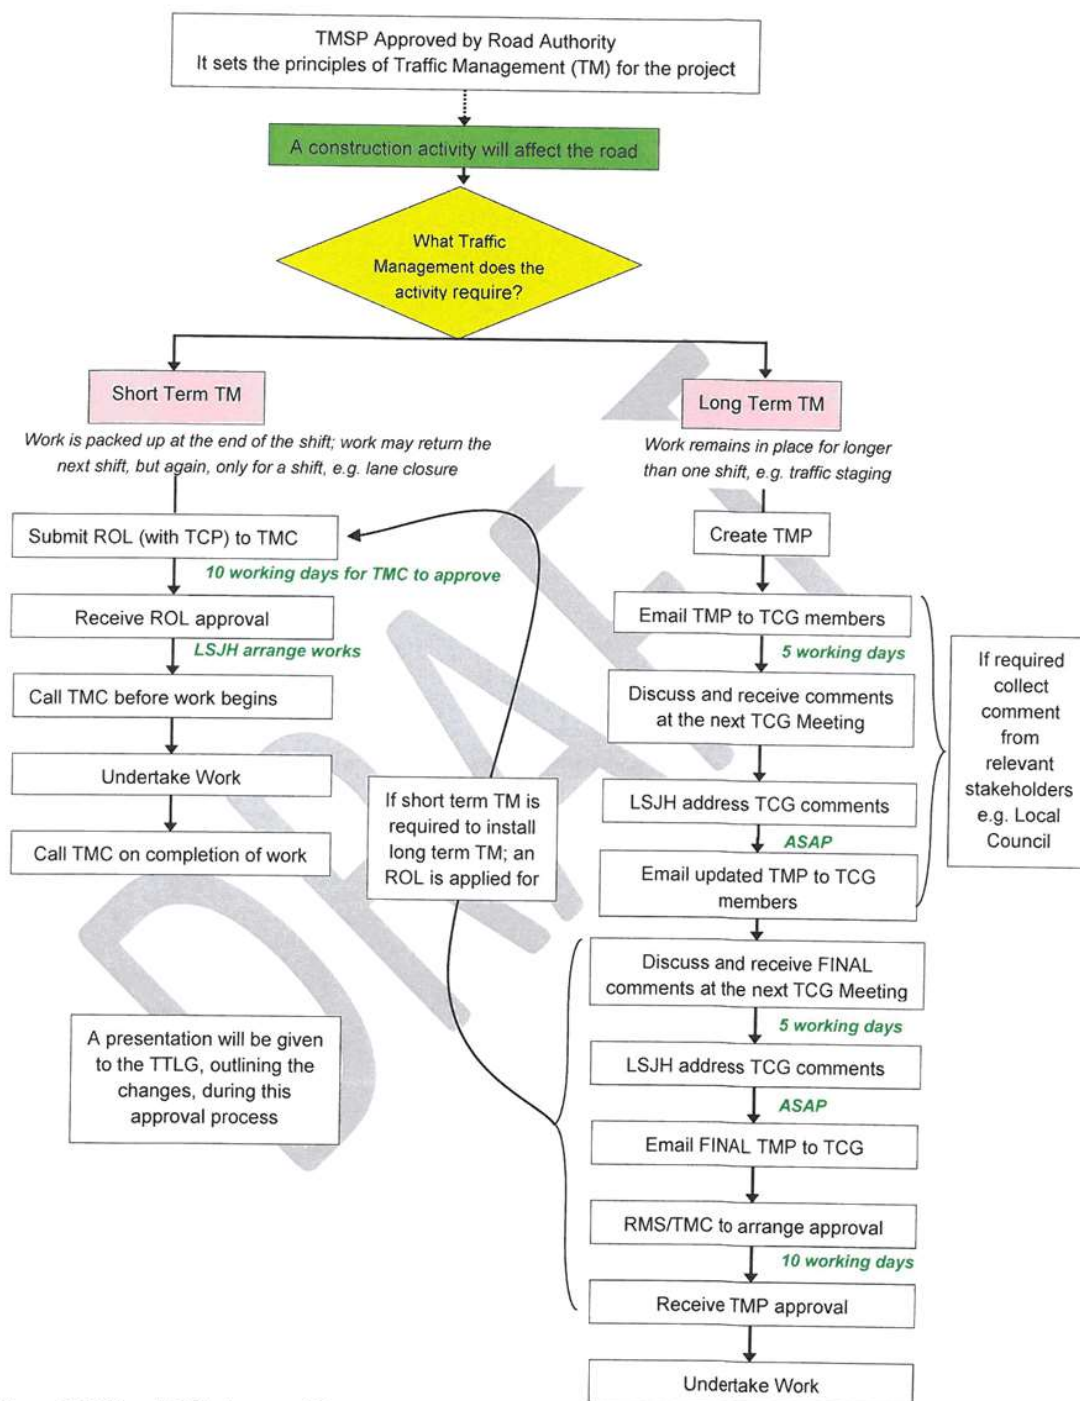 TMSP Approved by Road Authority
It sets the principles of Traffic Management (TM) for the project
A construction activity will affect the road
What Traffic
Management does the
activity require?
Short Term TM
Work is packed up at the end of the shift; work may return the
next shift, but again, only for a shift, e.g. lane closure
Submit ROL (with TCP) to TMC
10 working days for TMC to approve
Receive ROL approval
LSJH arrange works
Call TMC before work begins
Undertake Work
Call TMC on completion of work
If short term TM is
required to install
long term TM; an
ROL is applied for
A presentation will be given
to the TTLG, outlining the
changes, during this
approval process
Long Term TM
Work remains in place for longer
than one shift, e.g. traffic staging
Create TMP
Email TMP to TCG members
5 working days
Discuss and receive comments
at the next TCG Meeting
LSJH address TCG comments
ASAP
Email updated TMP to TCG
members
If required
collect
comment
from
relevant
stakeholders
e.g. Local
Council
Discuss and receive FINAL
comments at the next TCG Meeting
5 working days
LSJH address TCG comments
ASAP
Email FINAL TMP to TCG
RMS/TMC to arrange approval
10 working days
Receive TMP approval
Undertake Work
DRAFT